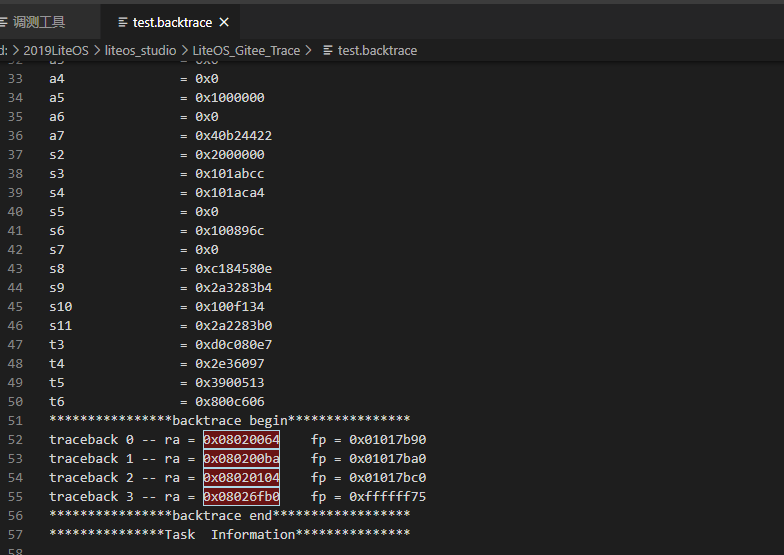 调测工具 test.backtrace
d: > 2019LiteOS > liteos_studio > LiteOS_Gitee_Trace > test.backtrace
33 a4 = 0x0
34 a5 = 0x1000000
35 a6 = 0x0
36 a7 = 0x40b24422
37 s2 = 0x2000000
38 s3 = 0x101abcc
39 s4 = 0x101aca4
40 s5 = 0x0
41 s6 = 0x100896c
42 s7 = 0x0
43 s8 = 0xc184580e
44 s9 = 0x2a3283b4
45 s10 = 0x100f134
46 s11 = 0x2a2283b0
47 t3 = 0xd0c080e7
48 t4 = 0x2e36097
49 t5 = 0x3900513
50 t6 = 0x800c606
51 ****************backtrace begin****************
52 traceback 0 -- ra = 0x08020064 fp = 0x01017b90
53 traceback 1 -- ra = 0x080200ba fp = 0x01017ba0
54 traceback 2 -- ra = 0x08020104 fp = 0x01017bc0
55 traceback 3 -- ra = 0x08026fb0 fp = 0xffffff75
56 ****************backtrace end******************
57 ***************Task  Information***************